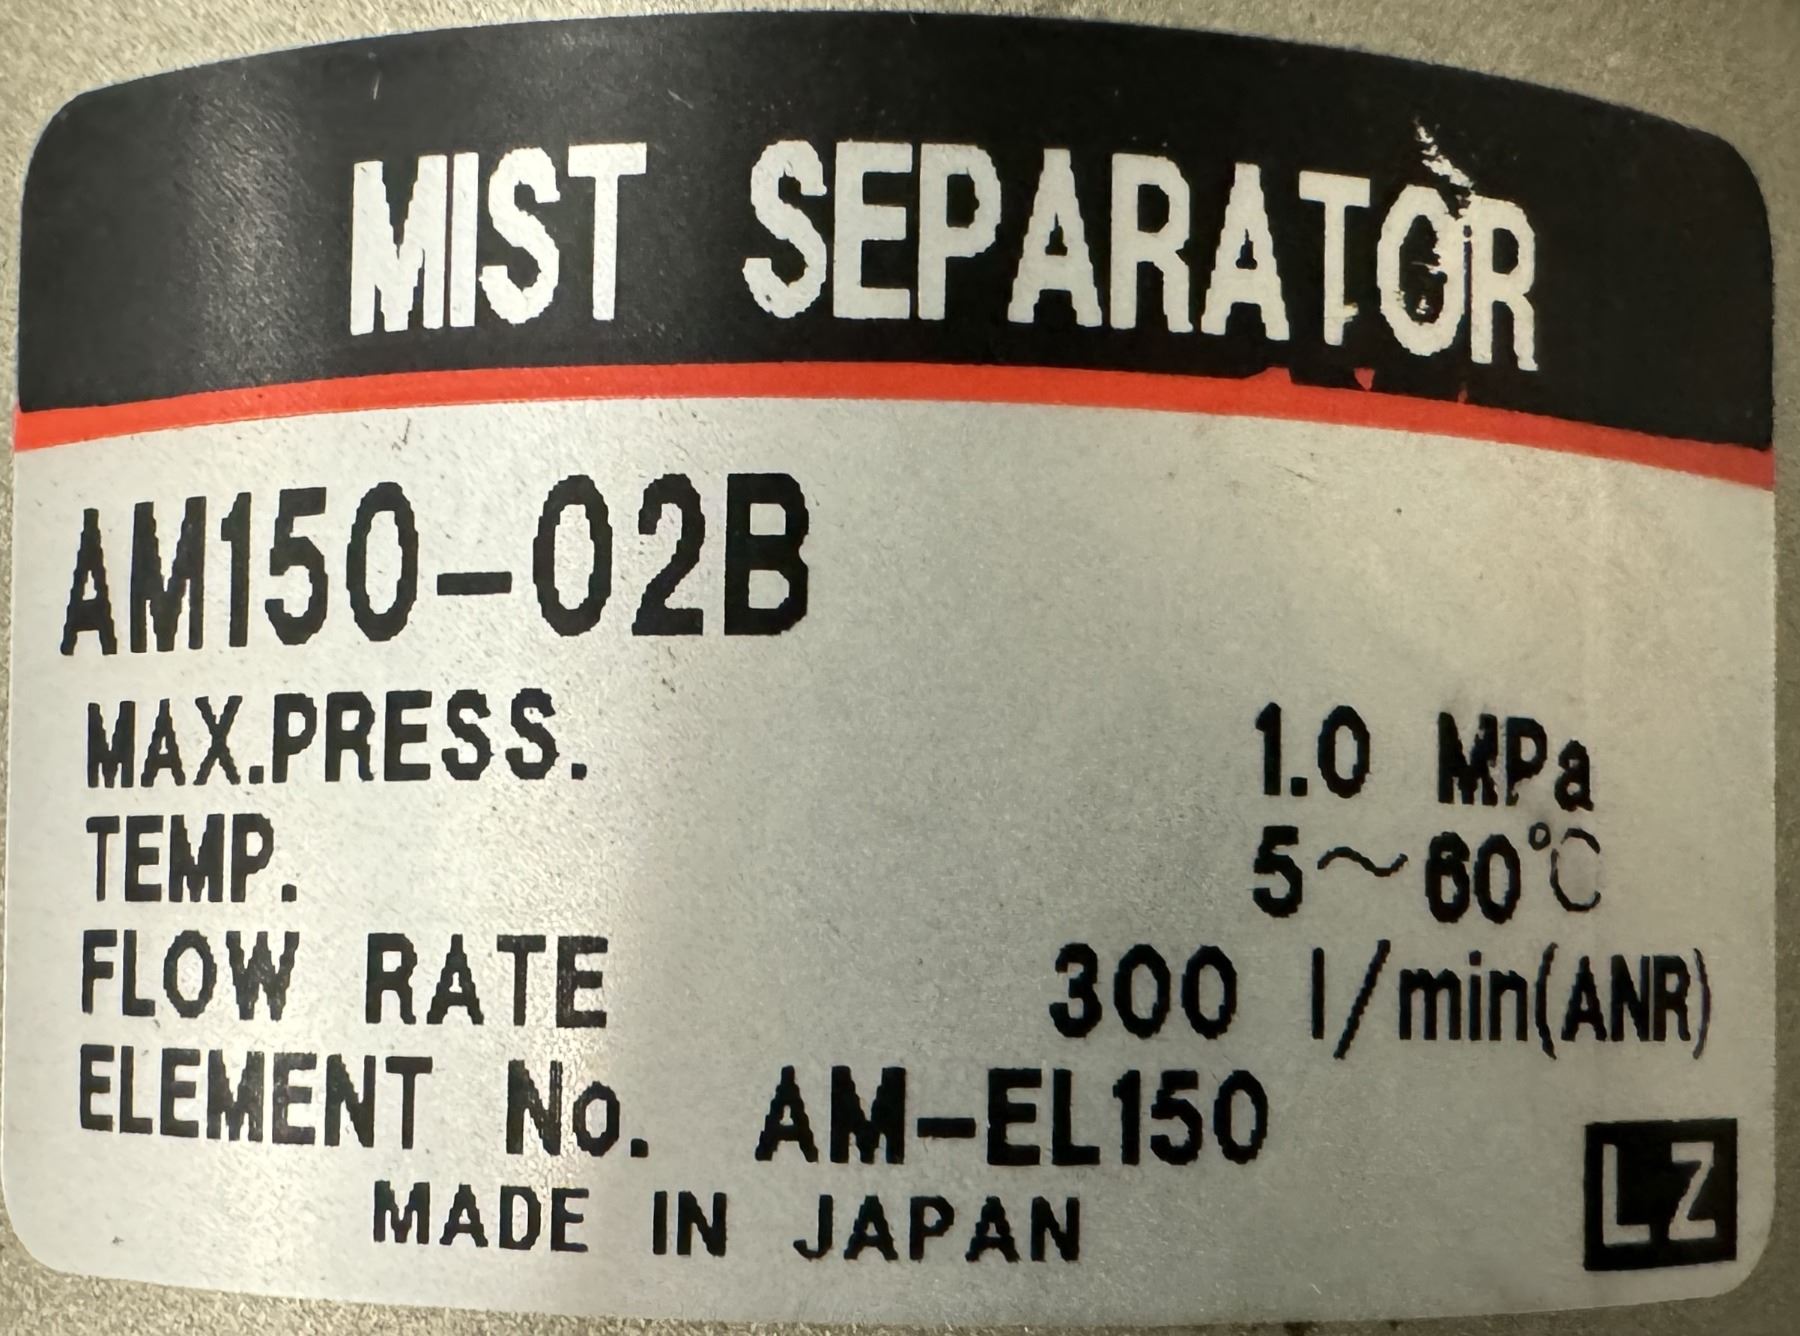 MIST SEPARATOR
AM150-02B
MAX.PRESS. 1.0 MPa
TEMP. 5～60℃
FLOW RATE 300 l/min(ANR)
ELEMENT No. AM-EL150
MADE IN JAPAN
LZ